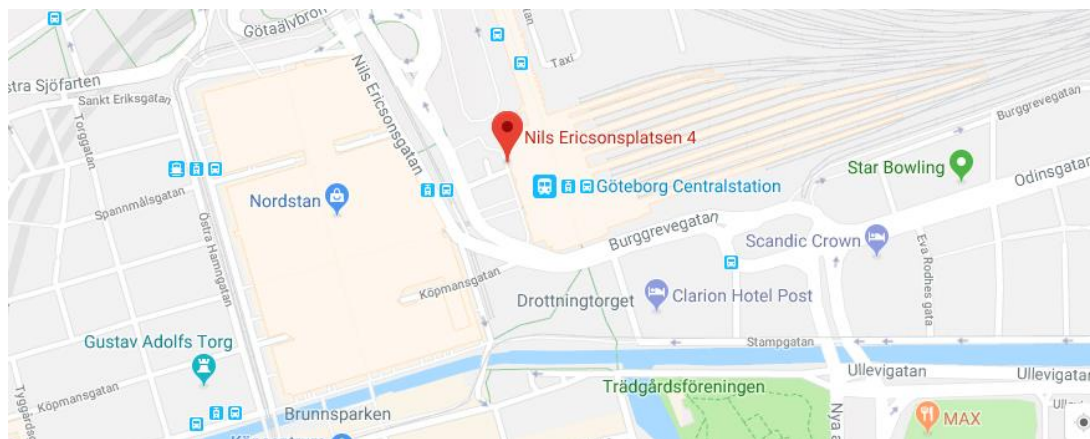 Götaälvbron
Taxi
stra Sjöfarten
Sankt Eriksgatan
Torggatan
Nils Ericsonsgatan
Nils Ericsonsplatsen 4
Burggrevegatan
Star Bowling
Odinsgatan
Göteborg Centralstation
Nordstan
Spannmålsgatan
Östra Hamngatan
Burggrevegatan
Scandic Crown
Eva Rodhes gata
Köpmansgatan
Drottningtorget
Clarion Hotel Post
Gustav Adolfs Torg
Stampgatan
Ullevigatan
Ullevigatan
Köpmansgatan
Trädgårdsföreningen
Brunnsparken
MAX